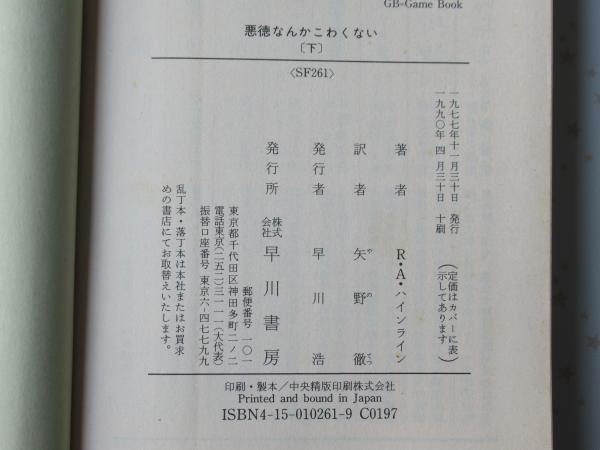 GB=Game Book
悪徳なんかこわくない
〔下〕
〈SF261〉
一九七七年十一月三十日 発行
一九九〇年 四 月三十日 十刷
(定価はカバーに表示してあります)
著者 R・A・ハインライン
訳者 矢野徹
や の てつ
発行者 早川浩
発行所 株式会社 早川書房
郵便番号 一〇一
東京都千代田区神田多町二ノ二
電話東京(二五二)三一一一(大代表)
振替口座番号 東京六-四七七九九
乱丁本・落丁本は本社またはお買求
めの書店にてお取替えいたします。
印刷・製本/中央精版印刷株式会社
Printed and bound in Japan
ISBN4-15-010261-9 C0197